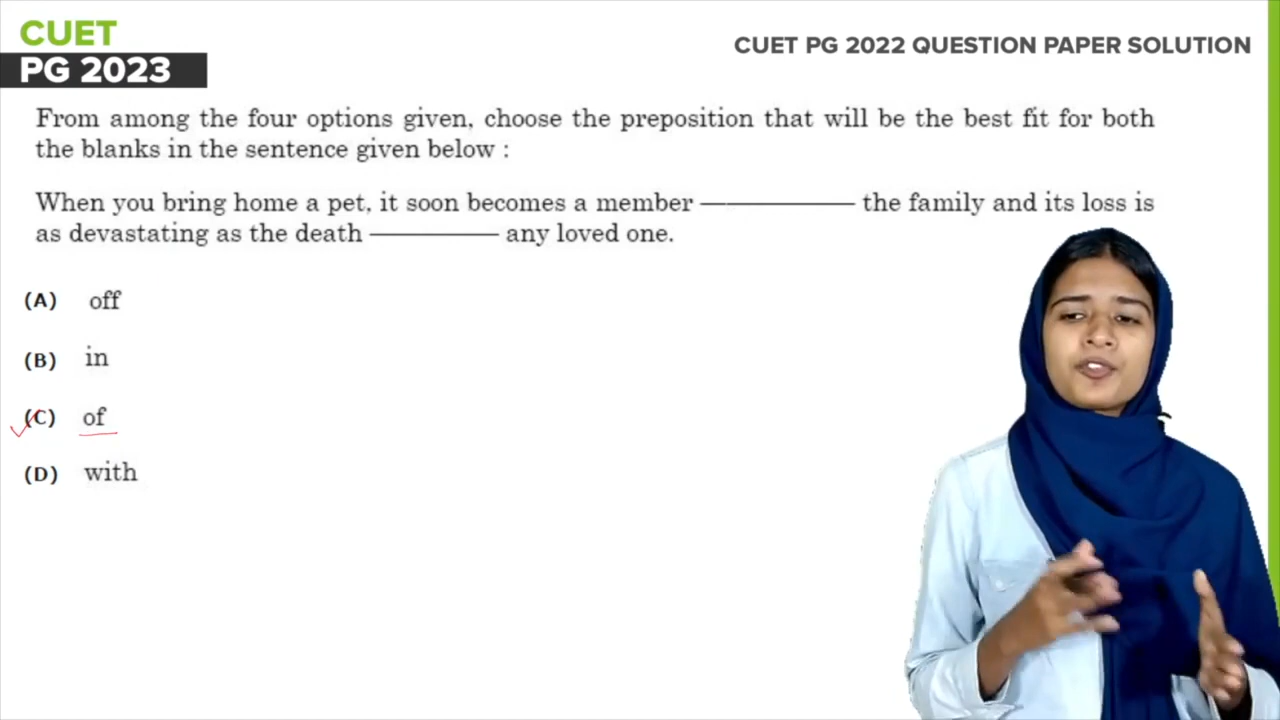 CUET
PG 2023
CUET PG 2022 QUESTION PAPER SOLUTION
From among the four options given, choose the preposition that will be the best fit for both
the blanks in the sentence given below :
When you bring home a pet, it soon becomes a member ————— the family and its loss is
as devastating as the death ———— any loved one.
(A) off
(B) in
(C) of
(D) with